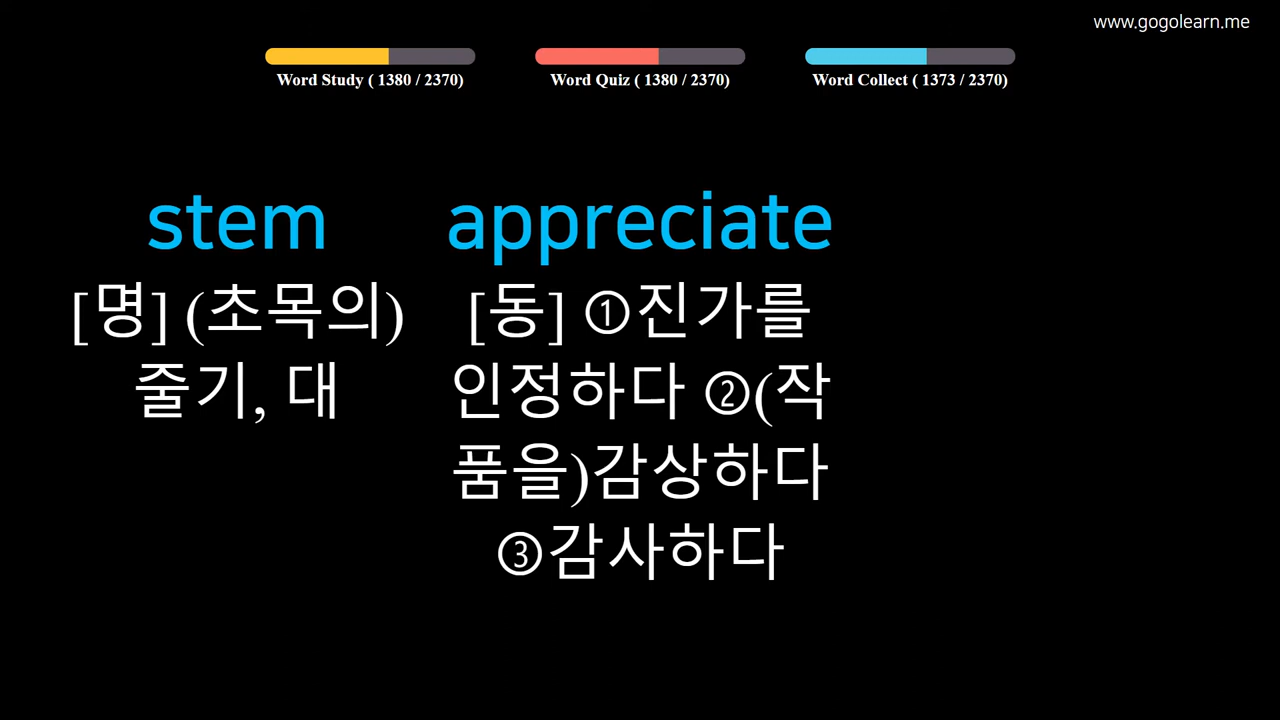 www.gogolearn.me
Word Study ( 1380 / 2370)
Word Quiz ( 1380 / 2370)
Word Collect ( 1373 / 2370)
stem
[명] (초목의)
줄기, 대
appreciate
[동] ①진가를
인정하다 ②(작
품을)감상하다
③감사하다